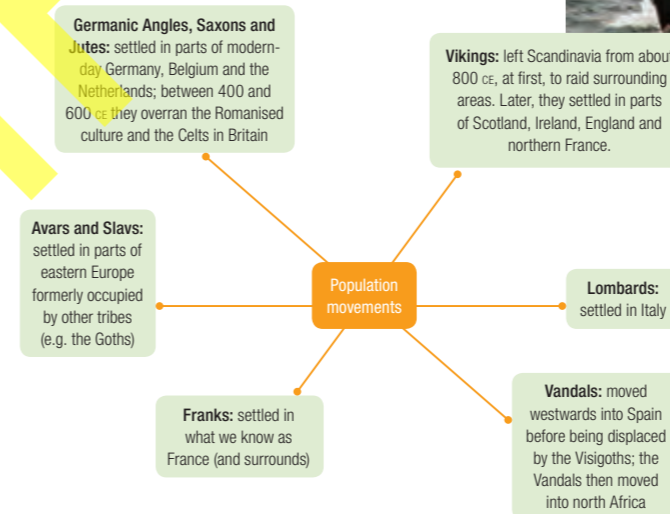 Germanic Angles, Saxons and
Jutes: settled in parts of modern-
day Germany, Belgium and the
Netherlands; between 400 and
600 CE they overran the Romanised
culture and the Celts in Britain
Vikings: left Scandinavia from about
800 CE, at first, to raid surrounding
areas. Later, they settled in parts
of Scotland, Ireland, England and
northern France.
Avars and Slavs:
settled in parts of
eastern Europe
formerly occupied
by other tribes
(e.g. the Goths)
Population
movements
Lombards:
settled in Italy
Franks: settled in
what we know as
France (and surrounds)
Vandals: moved
westwards into Spain
before being displaced
by the Visigoths; the
Vandals then moved
into north Africa